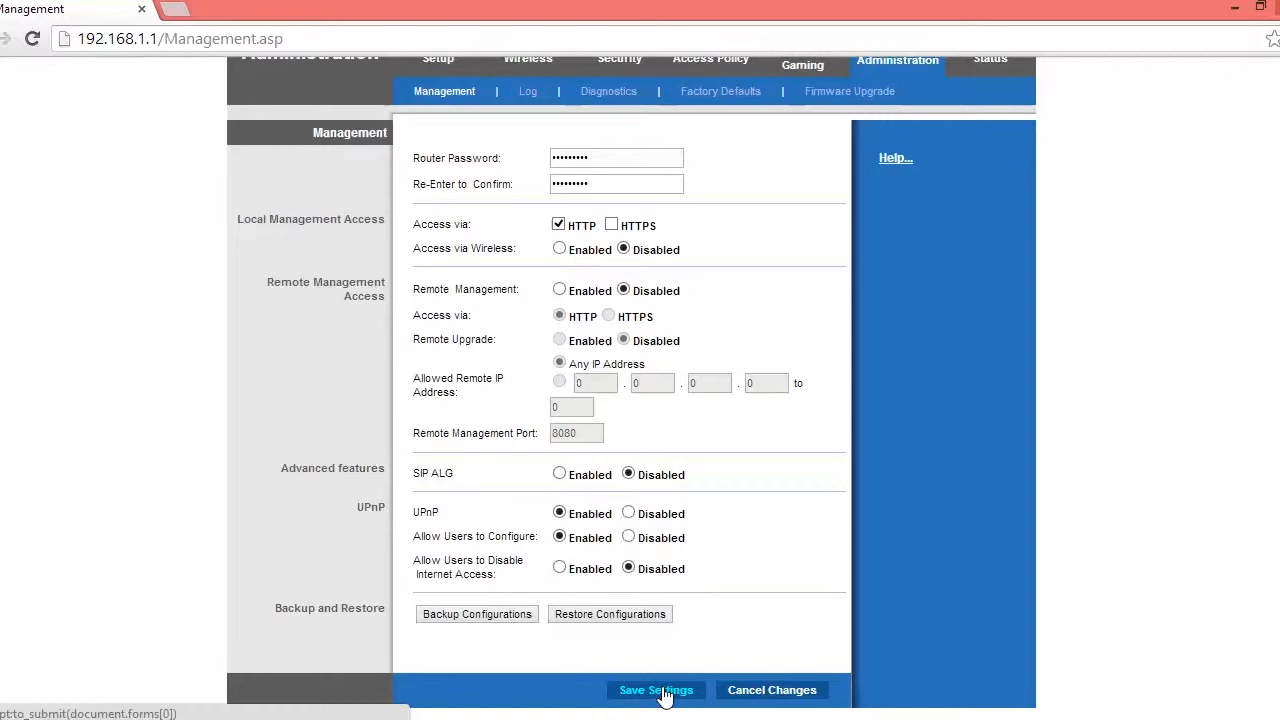 Management
192.168.1.1/Management.asp
Administration
Setup Wireless Security Access Policy Gaming Administration Status
Management | Log | Diagnostics | Factory Defaults | Firmware Upgrade
Management
Help...
Router Password: •••••••••
Re-Enter to Confirm: •••••••••
Local Management Access
Access via: HTTP HTTPS
Access via Wireless: Enabled Disabled
Remote Management Access
Remote Management: Enabled Disabled
Access via: HTTP HTTPS
Remote Upgrade: Enabled Disabled
Any IP Address
Allowed Remote IP Address: 0 . 0 . 0 . 0 to
0
Remote Management Port: 8080
Advanced features
SIP ALG Enabled Disabled
UPnP
UPnP Enabled Disabled
Allow Users to Configure: Enabled Disabled
Allow Users to Disable Internet Access: Enabled Disabled
Backup and Restore
Backup Configurations Restore Configurations
Save Settings Cancel Changes
pt:to_submit(document.forms[0])